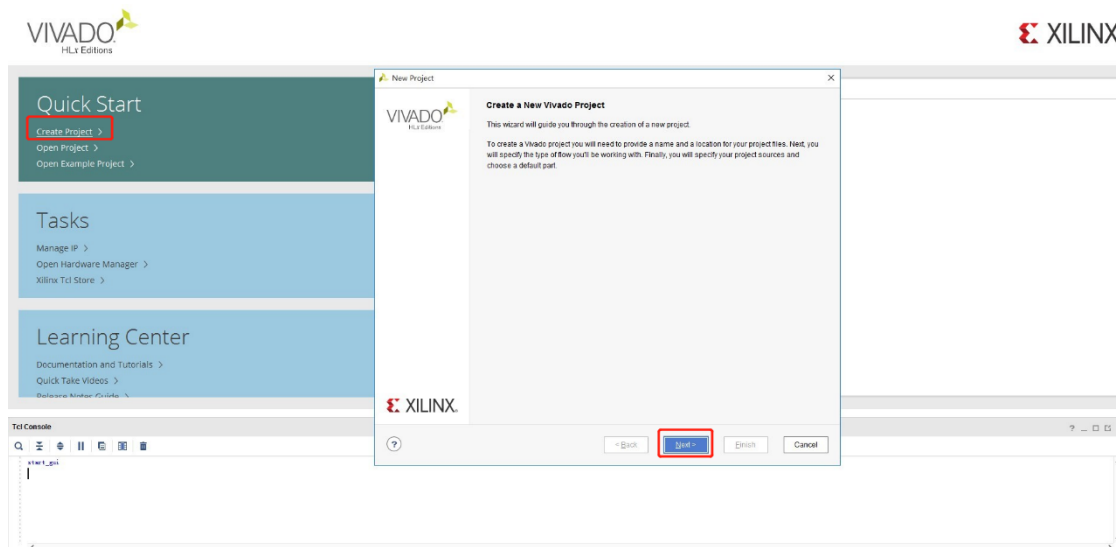 VIVADO
HLx Editions
XILINX
Quick Start
Create Project >
Open Project >
Open Example Project >
Tasks
Manage IP >
Open Hardware Manager >
Xilinx Tcl Store >
Learning Center
Documentation and Tutorials >
Quick Take Videos >
Release Notes Guide >
New Project
VIVADO
HLx Editions
Create a New Vivado Project
This wizard will guide you through the creation of a new project.
To create a Vivado project you will need to provide a name and a location for your project files. Next, you
will specify the type of flow you'll be working with. Finally, you will specify your project sources and
choose a default part.
XILINX.
?
< Back
Next >
Finish
Cancel
Tcl Console
start_gui